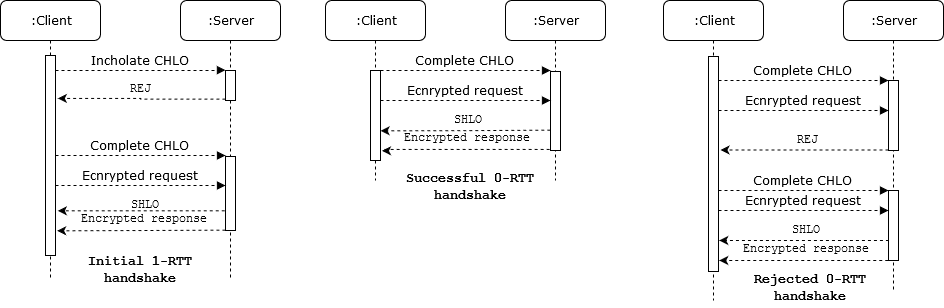 :Client
:Server
Incholate CHLO
REJ
Complete CHLO
Ecnrypted request
SHLO
Encrypted response
Initial 1-RTT
handshake
:Client
:Server
Complete CHLO
Ecnrypted request
SHLO
Encrypted response
Successful 0-RTT
handshake
:Client
:Server
Complete CHLO
Ecnrypted request
REJ
Complete CHLO
Ecnrypted request
SHLO
Encrypted response
Rejected 0-RTT
handshake